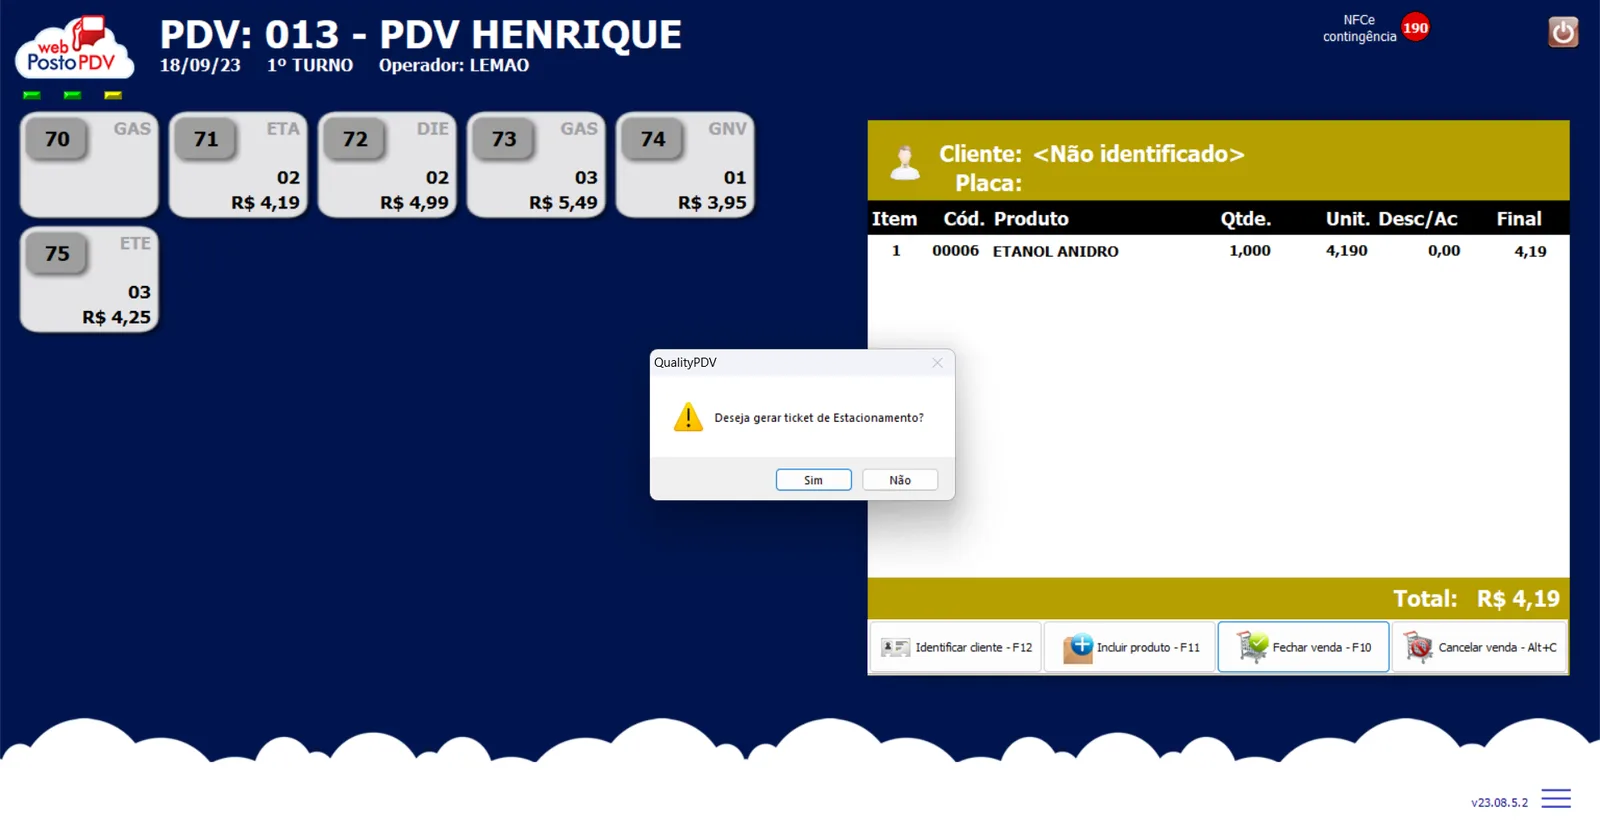 web
PostoPDV
PDV: 013 - PDV HENRIQUE
18/09/23 1º TURNO Operador: LEMAO
NFCe
contingência
190
70 GAS
71 ETA
02
R$ 4,19
72 DIE
02
R$ 4,99
73 GAS
03
R$ 5,49
74 GNV
01
R$ 3,95
75 ETE
03
R$ 4,25
Cliente: <Não identificado>
Placa:
Item Cód. Produto Qtde. Unit. Desc/Ac Final
1 00006 ETANOL ANIDRO 1,000 4,190 0,00 4,19
QualityPDV
Deseja gerar ticket de Estacionamento?
Sim Não
Total: R$ 4,19
Identificar cliente - F12 Incluir produto - F11 Fechar venda - F10 Cancelar venda - Alt+C
v23.08.5.2